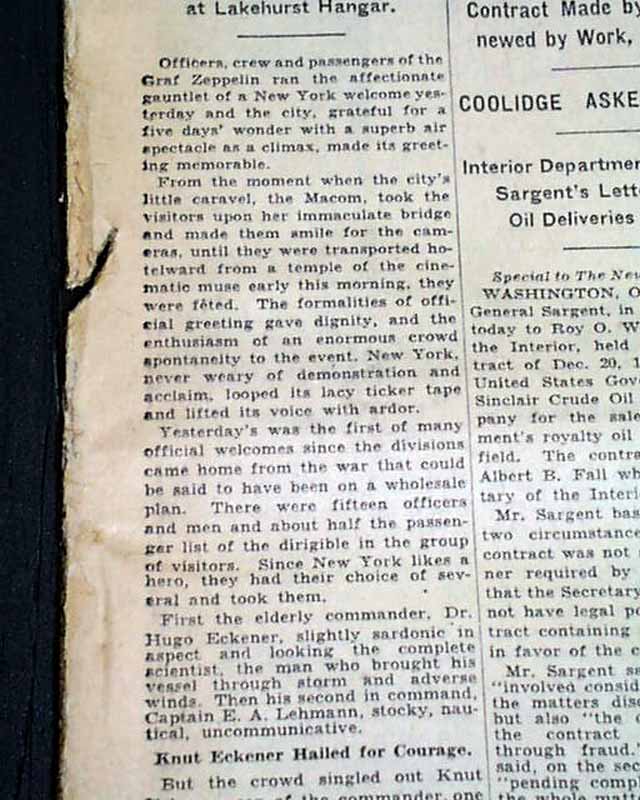 at Lakehurst Hangar.
Officers, crew and passengers of the
Graf Zeppelin ran the affectionate
gauntlet of a New York welcome yes-
terday and the city, grateful for a
five days' wonder with a superb air
spectacle as a climax, made its greet-
ing memorable.
From the moment when the city's
little caravel, the Macom, took the
visitors upon her immaculate bridge
and made them smile for the cam-
eras, until they were transported ho-
telward from a temple of the cine-
matic muse early this morning, they
were fêted. The formalities of offi-
cial greeting gave dignity, and the
enthusiasm of an enormous crowd
spontaneity to the event. New York,
never weary of demonstration and
acclaim, looped its lacy ticker tape
and lifted its voice with ardor.
Yesterday's was the first of many
official welcomes since the divisions
came home from the war that could
be said to have been on a wholesale
plan. There were fifteen officers
and men and about half the passen-
ger list of the dirigible in the group
of visitors. Since New York likes a
hero, they had their choice of sev-
eral and took them.
First the elderly commander, Dr.
Hugo Eckener, slightly sardonic in
aspect and looking the complete
scientist, the man who brought his
vessel through storm and adverse
winds. Then his second in command,
Captain E. A. Lehmann, stocky, nau-
tical, uncommunicative.
Knut Eckener Hailed for Courage.
But the crowd singled out Knut
of the commander, one
Contract Made by
newed by Work,
COOLIDGE ASKE
Interior Departmen
Sargent's Lett
Oil Deliveries
Special to The New
WASHINGTON, O
General Sargent, in
today to Roy O. W
the Interior, held
tract of Dec. 20, 1
United States Gov
Sinclair Crude Oil
pany for the sale
ment's royalty oil
field. The contra
Albert B. Fall wh
tary of the Interi
Mr. Sargent bas
two circumstance
contract was not
ner required by
that the Secretary
not have legal po
tract containing
in favor of the c
Mr. Sargent sa
"involved consid
the matters disc
but also "the
the contract
through fraud."
said, on the sec
"pending comp
the whole matt